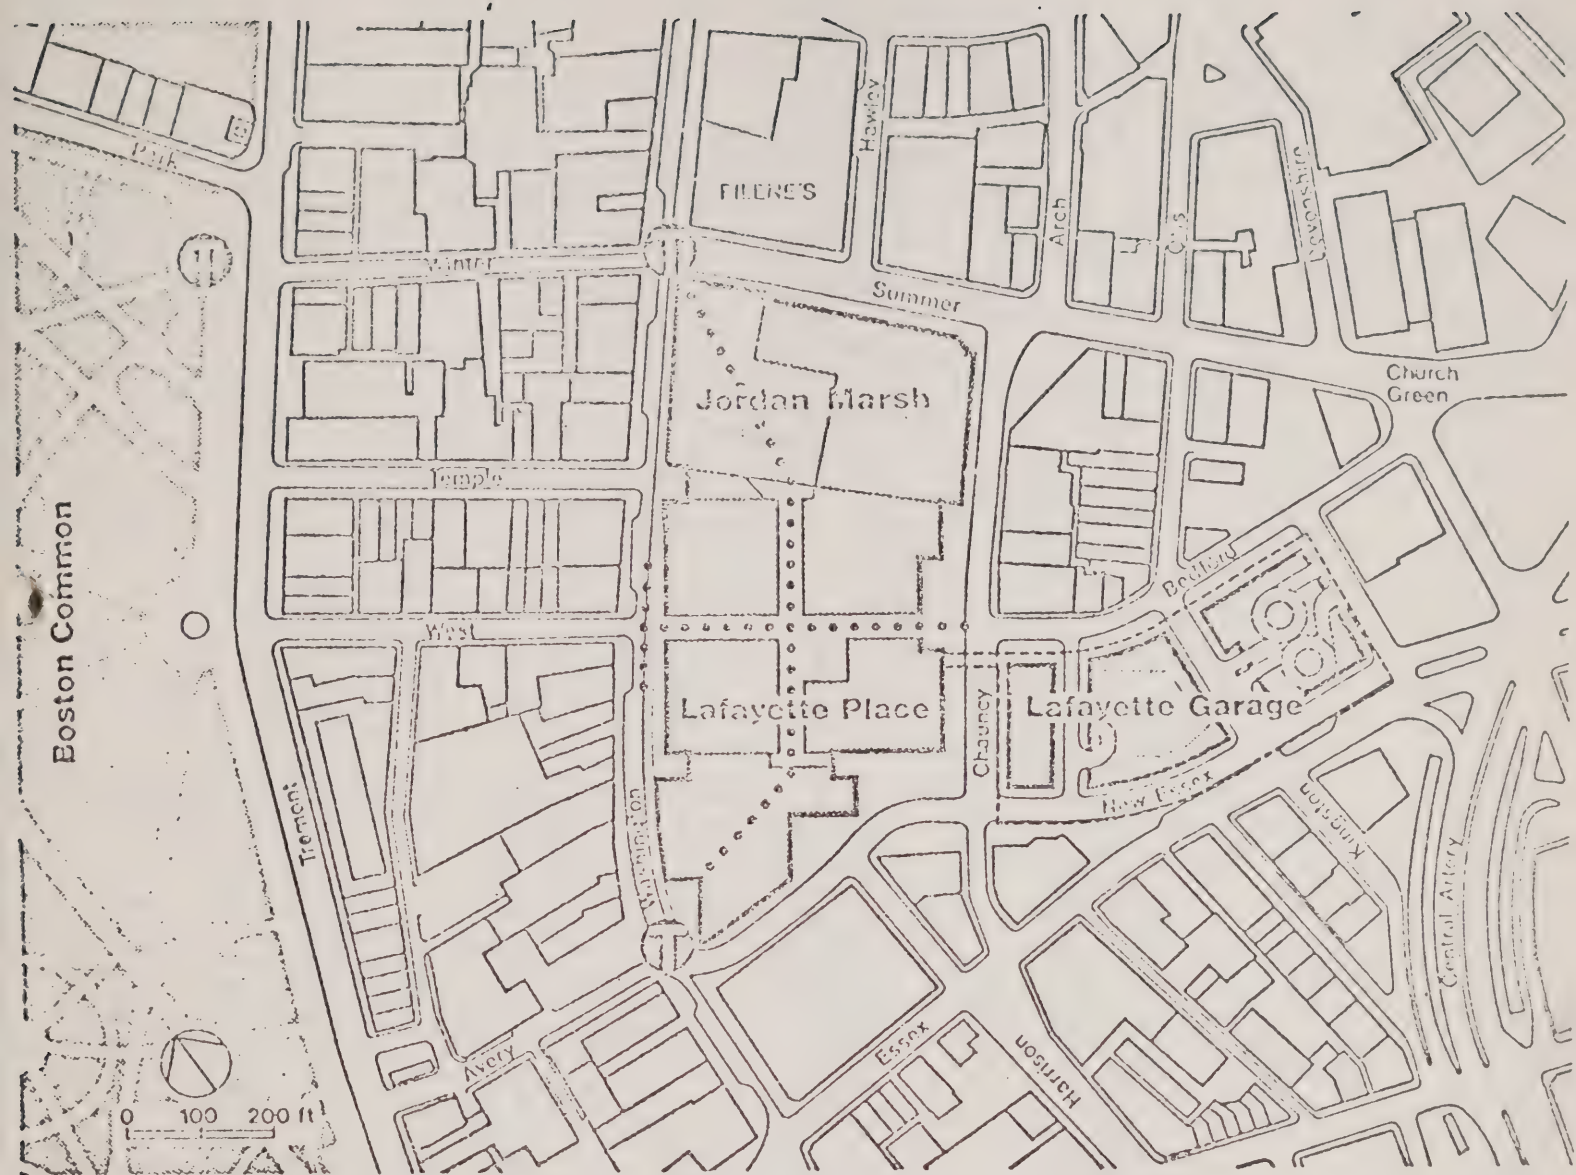 Park
Hawley
FILENE'S
Arch
Otis
Devonshire
T
T
Winter
Summer
Church
Green
Jordan Marsh
Temple
Boston Common
Bedford
West
Lafayette Place
Chauncy
Lafayette Garage
New Essex
Kingston
Tremont
Washington
Central Artery
T
Essex
Harrison
Avery
0 100 200 ft